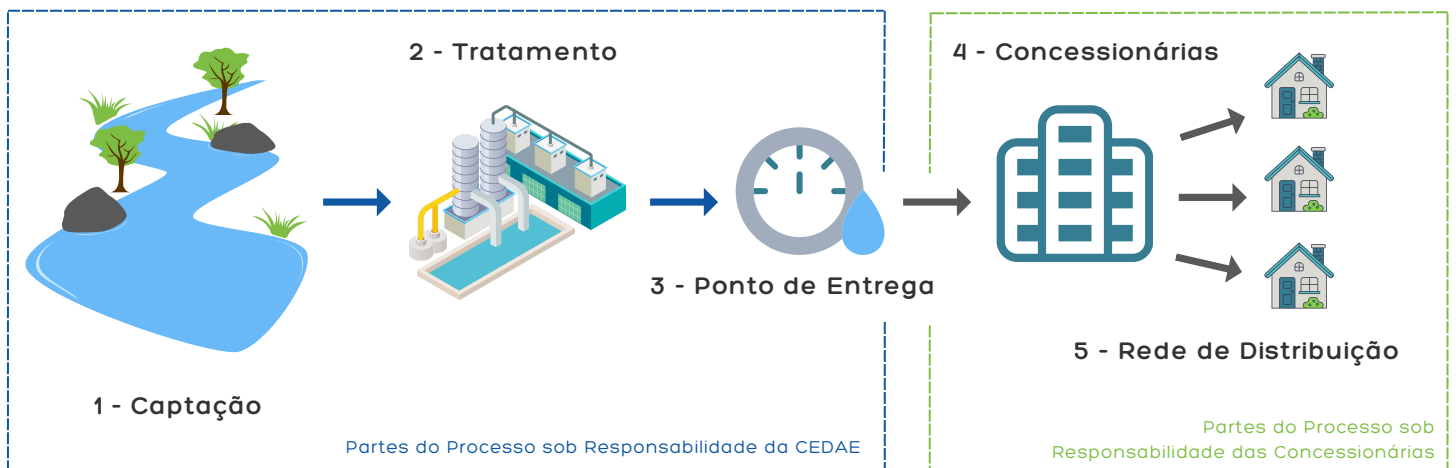 2 - Tratamento
4 - Concessionárias
3 - Ponto de Entrega
5 - Rede de Distribuição
1 - Captação
Partes do Processo sob Responsabilidade da CEDAE
Partes do Processo sob
Responsabilidade das Concessionárias